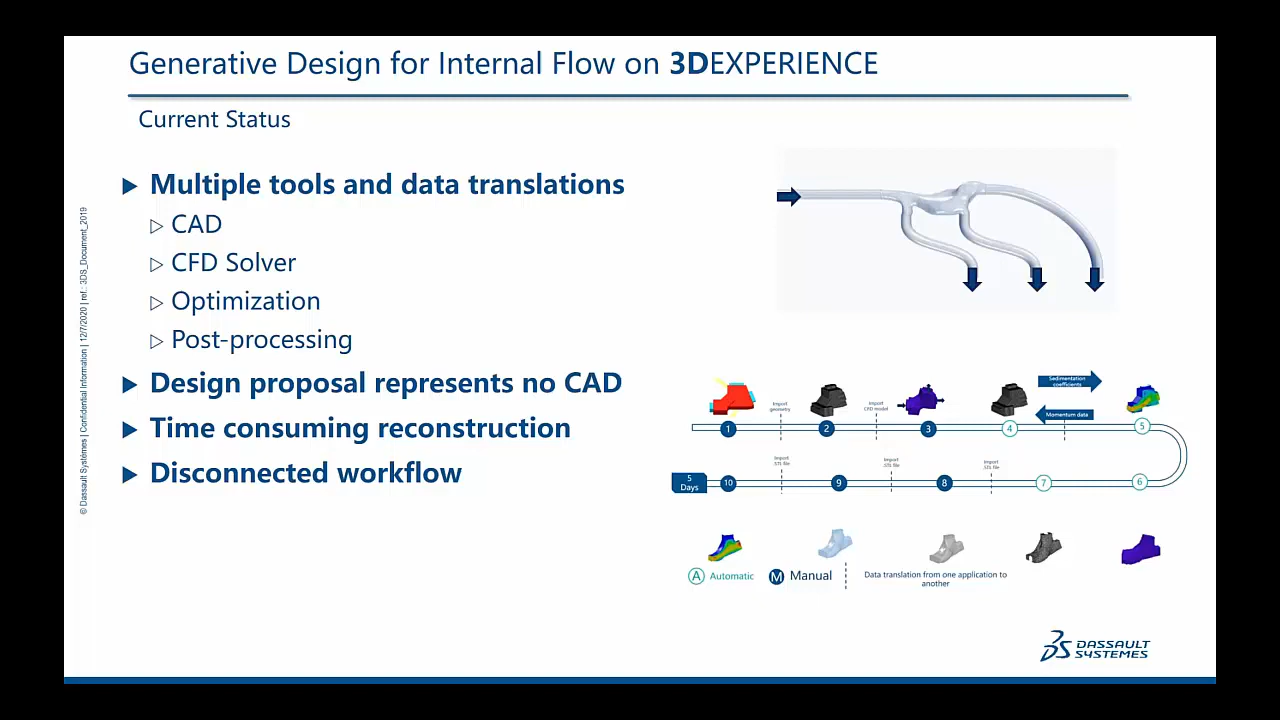 Generative Design for Internal Flow on 3DEXPERIENCE
Current Status
Multiple tools and data translations
CAD
CFD Solver
Optimization
Post-processing
Design proposal represents no CAD
Time consuming reconstruction
Disconnected workflow
© Dassault Systèmes | Confidential Information | 12/7/2020 | ref.: 3DS_Document_2019
Sedimentation
coefficients
Import
geometry
Import
CFD model
Momentum data
1
2
3
4
5
Import
.STL file
Import
.STL file
Import
.STL file
5
Days
10
9
8
7
6
A Automatic
M Manual
Data translation from one application to
another
3DS DASSAULT
SYSTEMES